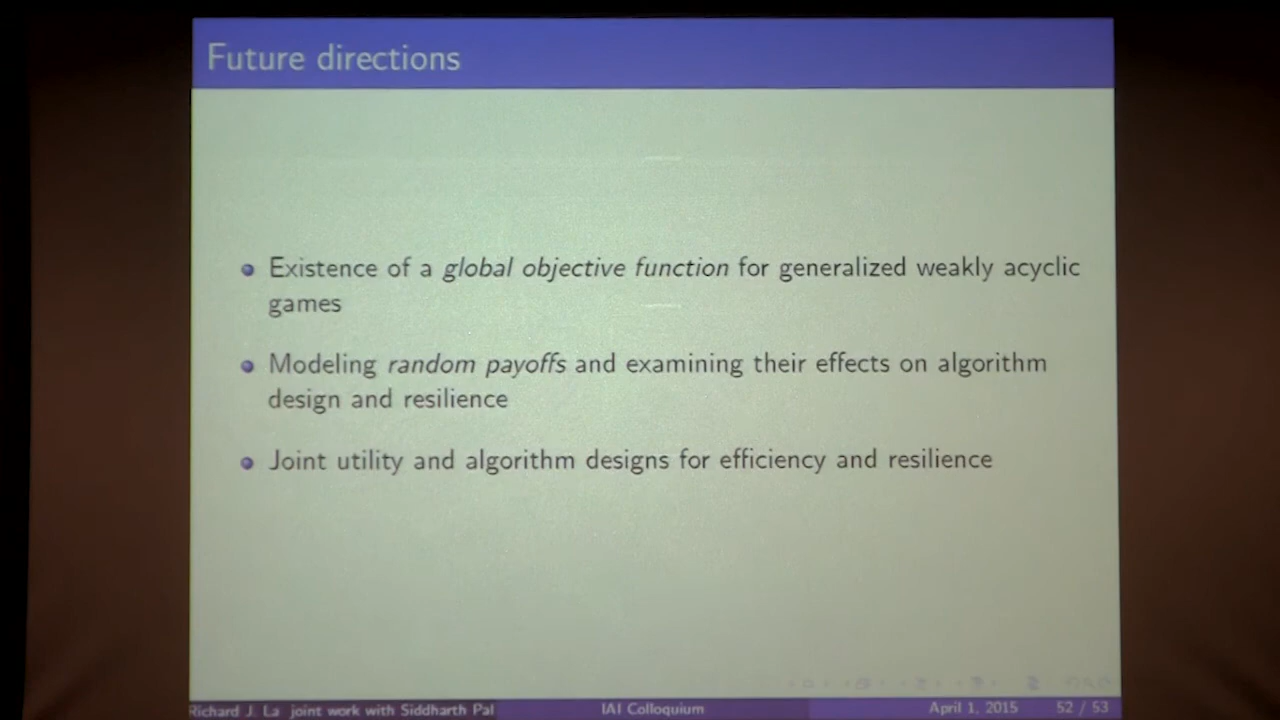 Future directions
Existence of a global objective function for generalized weakly acyclic
games
Modeling random payoffs and examining their effects on algorithm
design and resilience
Joint utility and algorithm designs for efficiency and resilience
Richard J. La joint work with Siddharth Pal
IAI Colloquium
April 1, 2015
52 / 53